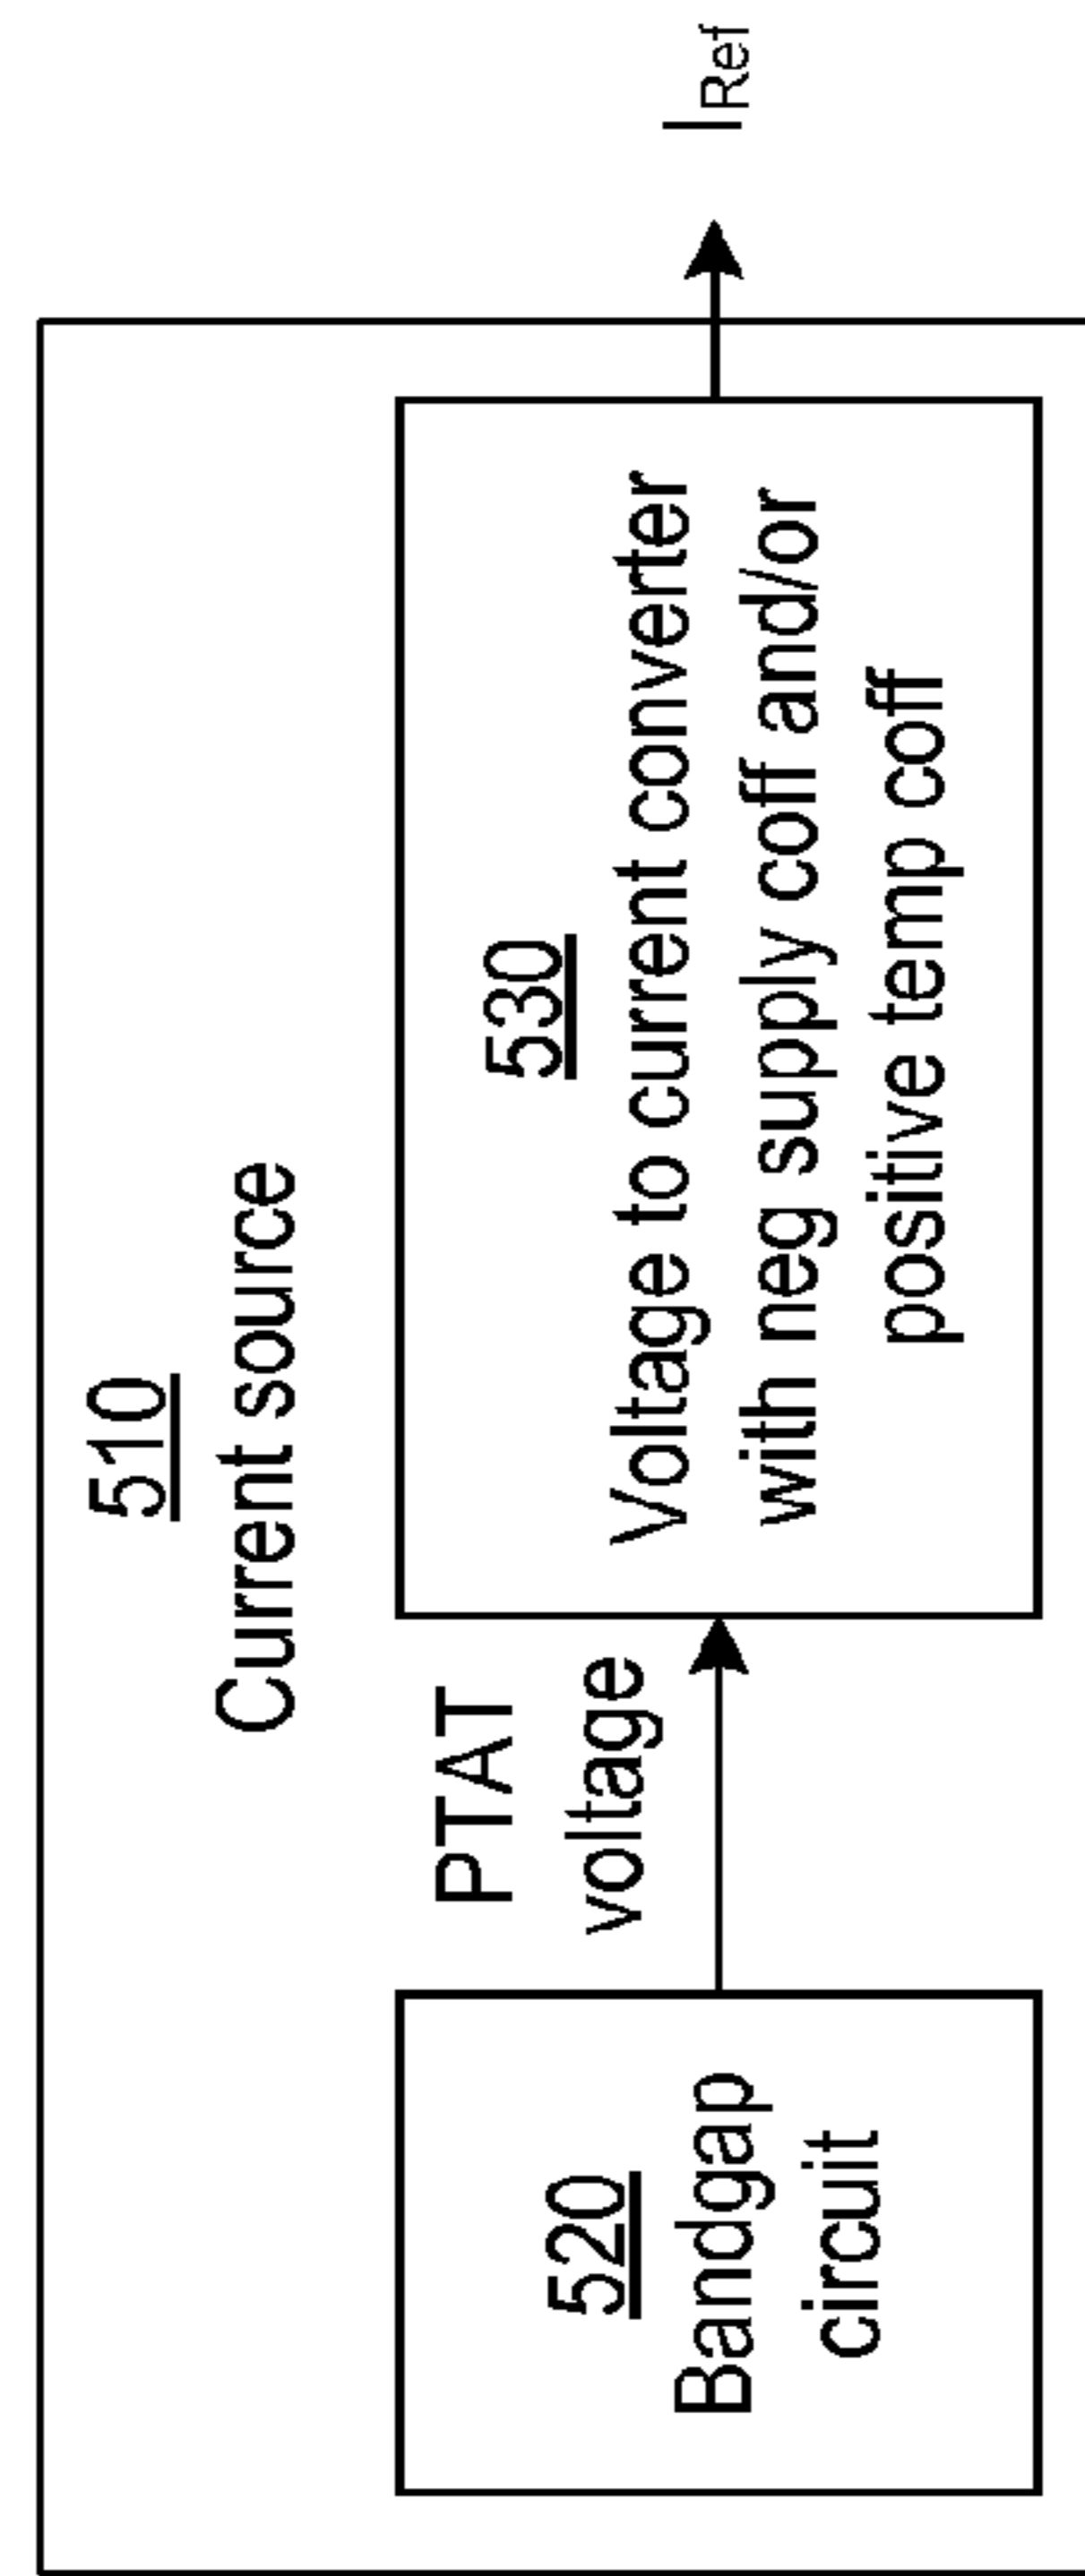 510
Current source
520
Bandgap
circuit
PTAT
voltage
530
Voltage to current converter
with neg supply coff and/or
positive temp coff
IRef